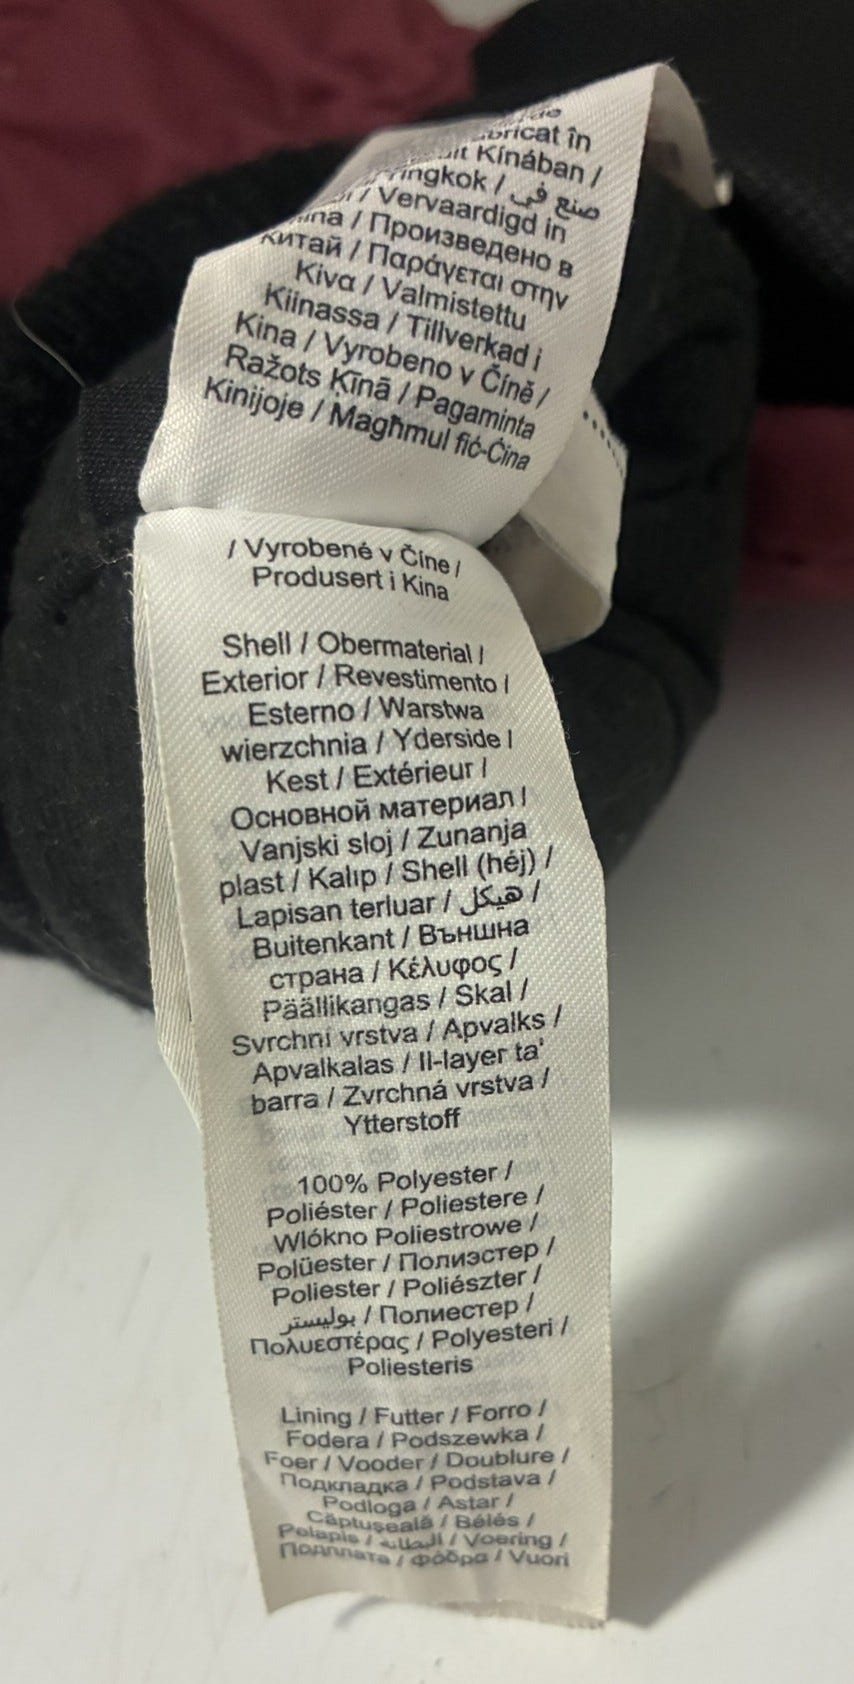 în
Kínában /
/ صنع في
/ Vervaardigd in
/ Произведено в
Китай / Παράγεται στην
Kίνα / Valmistettu
Kiinassa / Tillverkad i
Kina / Vyrobeno v Číně /
Ražots Ķīnā / Pagaminta
Kinijoje / Magħmul fiċ-Ċina
/ Vyrobené v Číne /
Produsert i Kina
Shell / Obermaterial /
Exterior / Revestimento /
Esterno / Warstwa
wierzchnia / Yderside /
Kest / Extérieur /
Основной материал /
Vanjski sloj / Zunanja
plast / Kalıp / Shell (héj) /
Lapisan terluar / هيكل /
Buitenkant / Външна
страна / Κέλυφος /
Päällikangas / Skal /
Svrchní vrstva / Apvalks /
Apvalkalas / Il-layer ta'
barra / Zvrchná vrstva /
Ytterstoff
100% Polyester /
Poliéster / Poliestere /
Wlókno Poliestrowe /
Polüester / Полиэстер /
Poliester / Poliészter /
بوليستر / Полиестер /
Πολυεστέρας / Polyesteri /
Poliesteris
Lining / Futter / Forro /
Fodera / Podszewka /
Foer / Vooder / Doublure /
Подкладка / Podstava /
Podloga / Astar /
Căptuşeală / Bélés /
Pelapis / البطانة / Voering /
Подплата / Φόδρα / Vuori